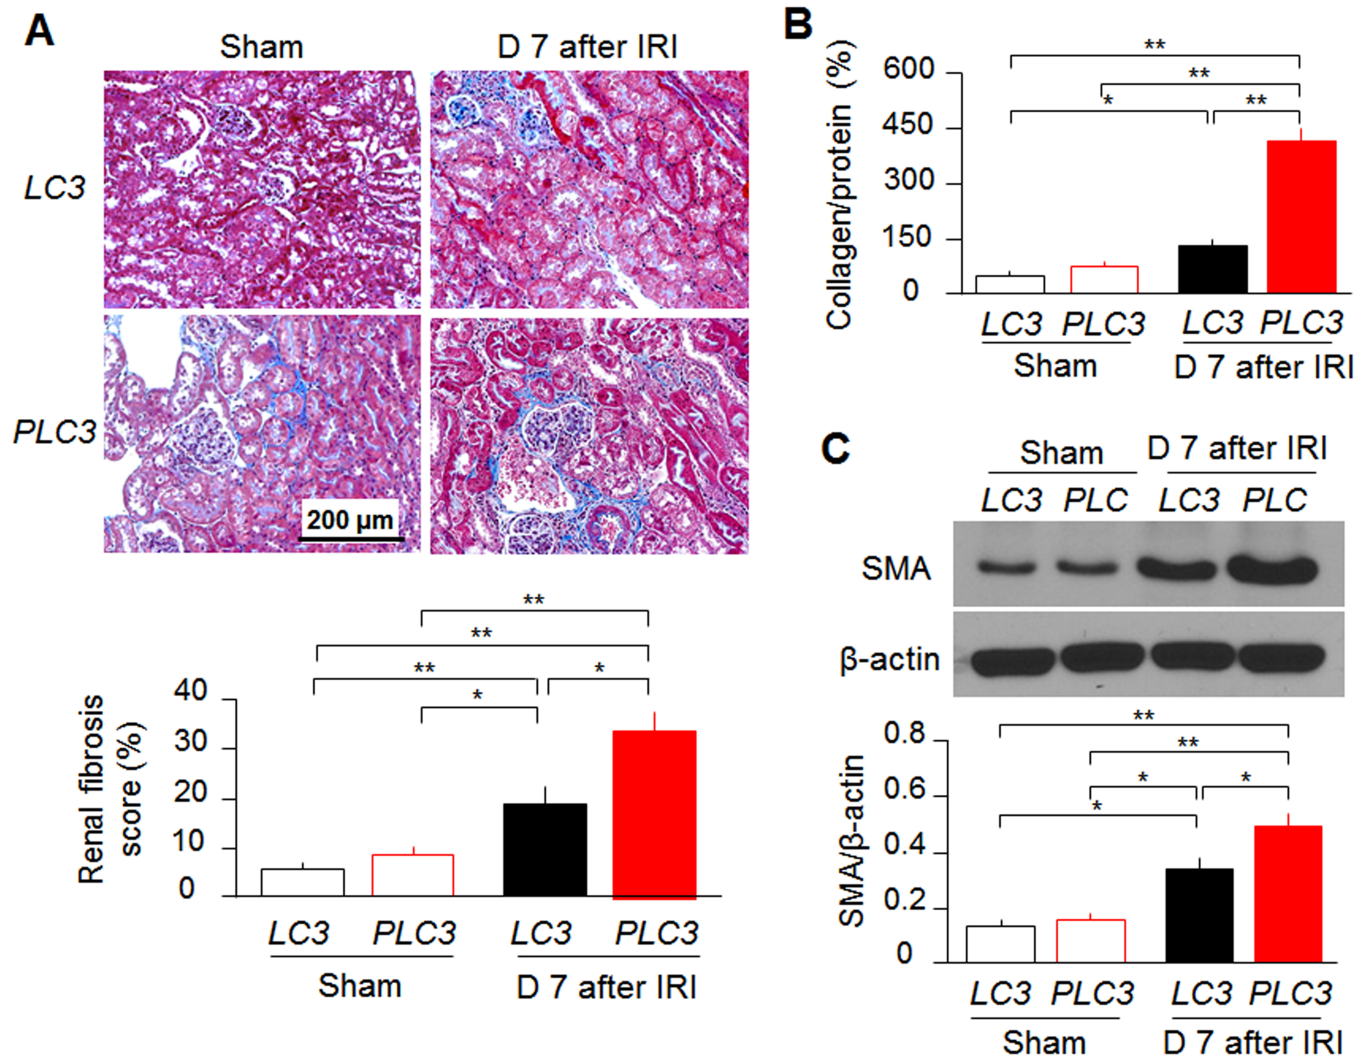 A
Sham D 7 after IRI
LC3
PLC3
200 µm
**
**
** *
*
Renal fibrosis
score (%)
40
30
20
10
0
LC3 PLC3 LC3 PLC3
Sham D 7 after IRI
B
**
**
* **
Collagen/protein (%)
600
450
300
150
0
LC3 PLC3 LC3 PLC3
Sham D 7 after IRI
C
Sham D 7 after IRI
LC3 PLC LC3 PLC
SMA
β-actin
**
**
* *
*
SMA/β-actin
0.8
0.6
0.4
0.2
0
LC3 PLC3 LC3 PLC3
Sham D 7 after IRI